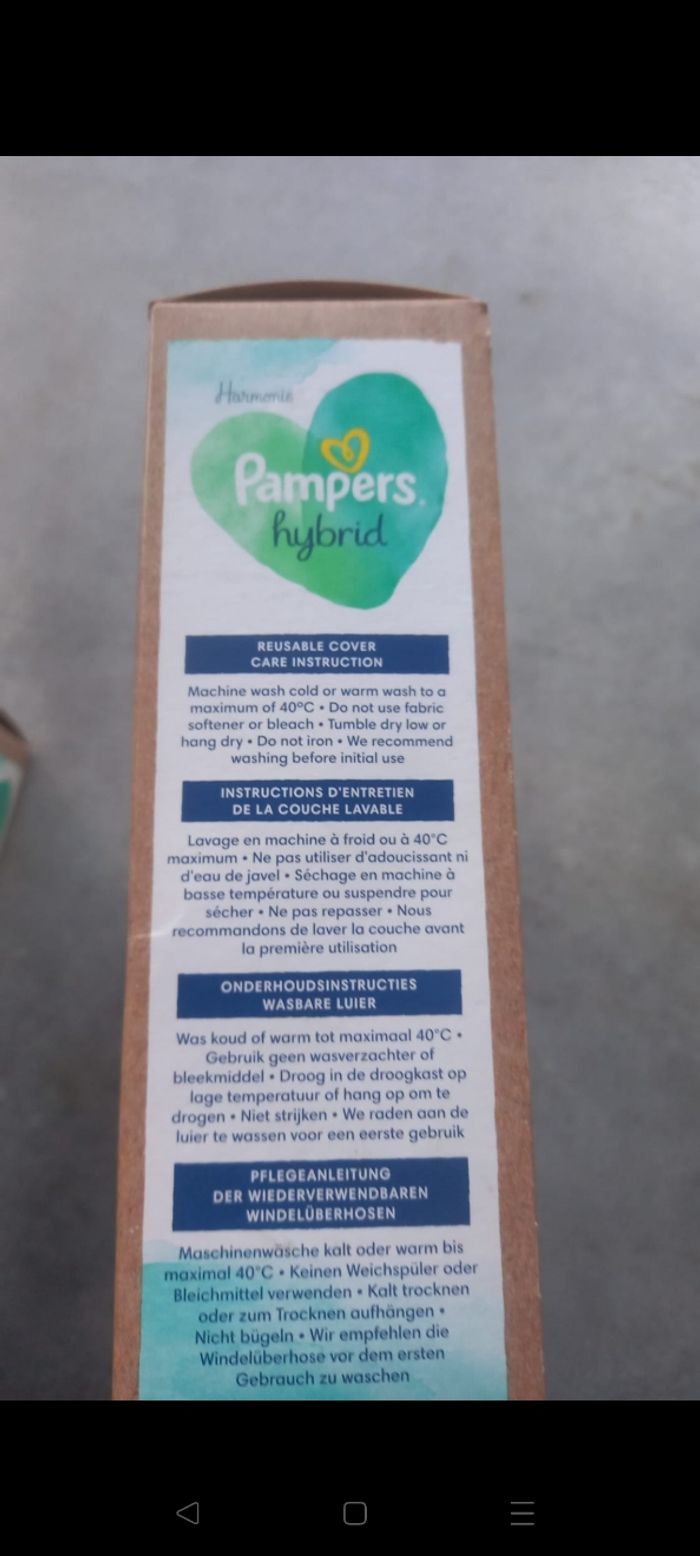 Harmonie
Pampers.
hybrid
REUSABLE COVER
CARE INSTRUCTION
Machine wash cold or warm wash to a
maximum of 40°C • Do not use fabric
softener or bleach • Tumble dry low or
hang dry • Do not iron • We recommend
washing before initial use
INSTRUCTIONS D'ENTRETIEN
DE LA COUCHE LAVABLE
Lavage en machine à froid ou à 40°C
maximum • Ne pas utiliser d'adoucissant ni
d'eau de javel • Séchage en machine à
basse température ou suspendre pour
sécher • Ne pas repasser • Nous
recommandons de laver la couche avant
la première utilisation
ONDERHOUDSINSTRUCTIES
WASBARE LUIER
Was koud of warm tot maximaal 40°C •
Gebruik geen wasverzachter of
bleekmiddel • Droog in de droogkast op
lage temperatuur of hang op om te
drogen • Niet strijken • We raden aan de
luier te wassen voor een eerste gebruik
PFLEGEANLEITUNG
DER WIEDERVERWENDBAREN
WINDELÜBERHOSEN
Maschinenwäsche kalt oder warm bis
maximal 40°C • Keinen Weichspüler oder
Bleichmittel verwenden • Kalt trocknen
oder zum Trocknen aufhängen •
Nicht bügeln • Wir empfehlen die
Windelüberhose vor dem ersten
Gebrauch zu waschen